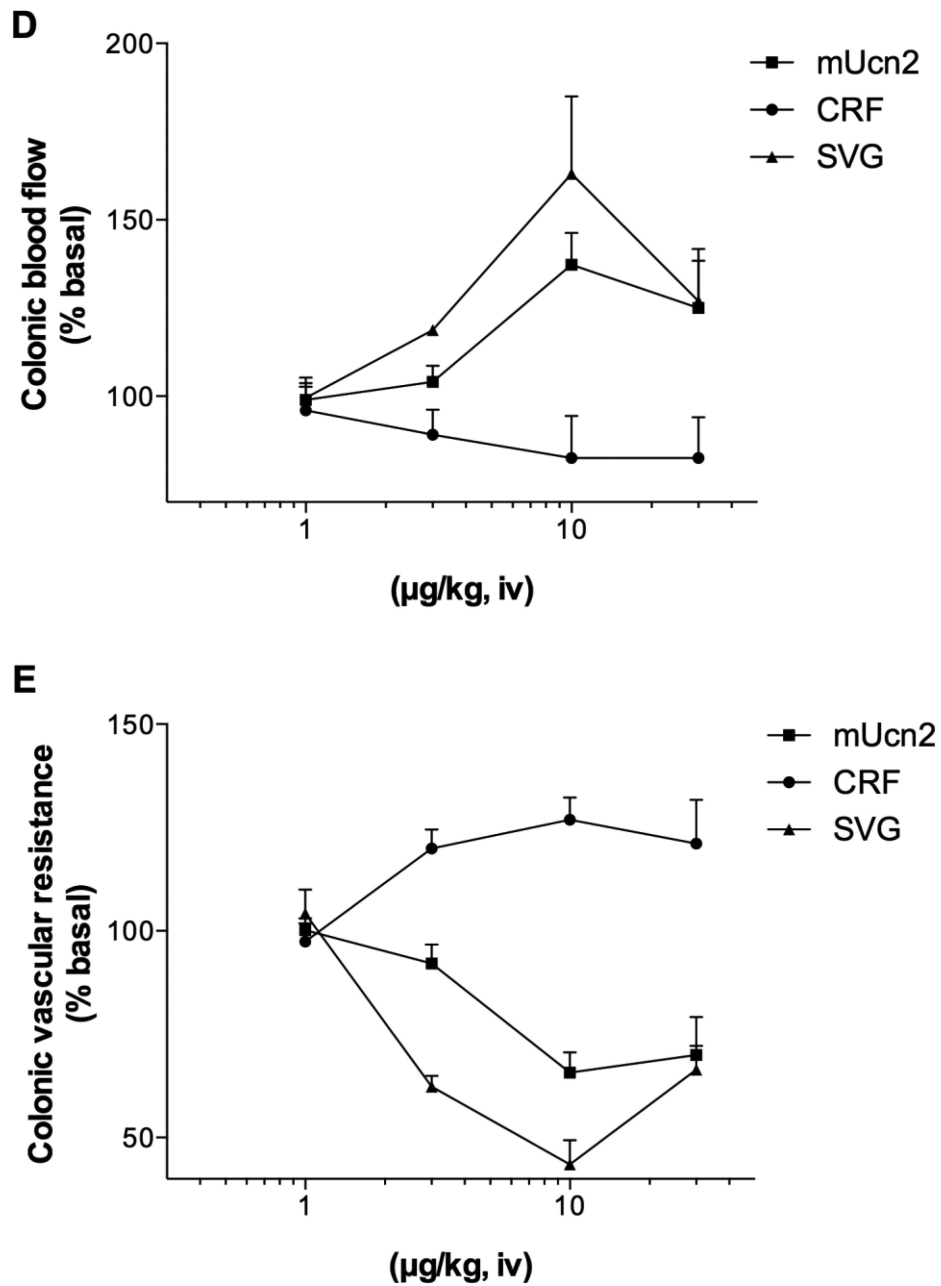 D
200
150
100
Colonic blood flow
(% basal)
mUcn2
CRF
SVG
1
10
(µg/kg, iv)
E
150
100
50
Colonic vascular resistance
(% basal)
mUcn2
CRF
SVG
1
10
(µg/kg, iv)